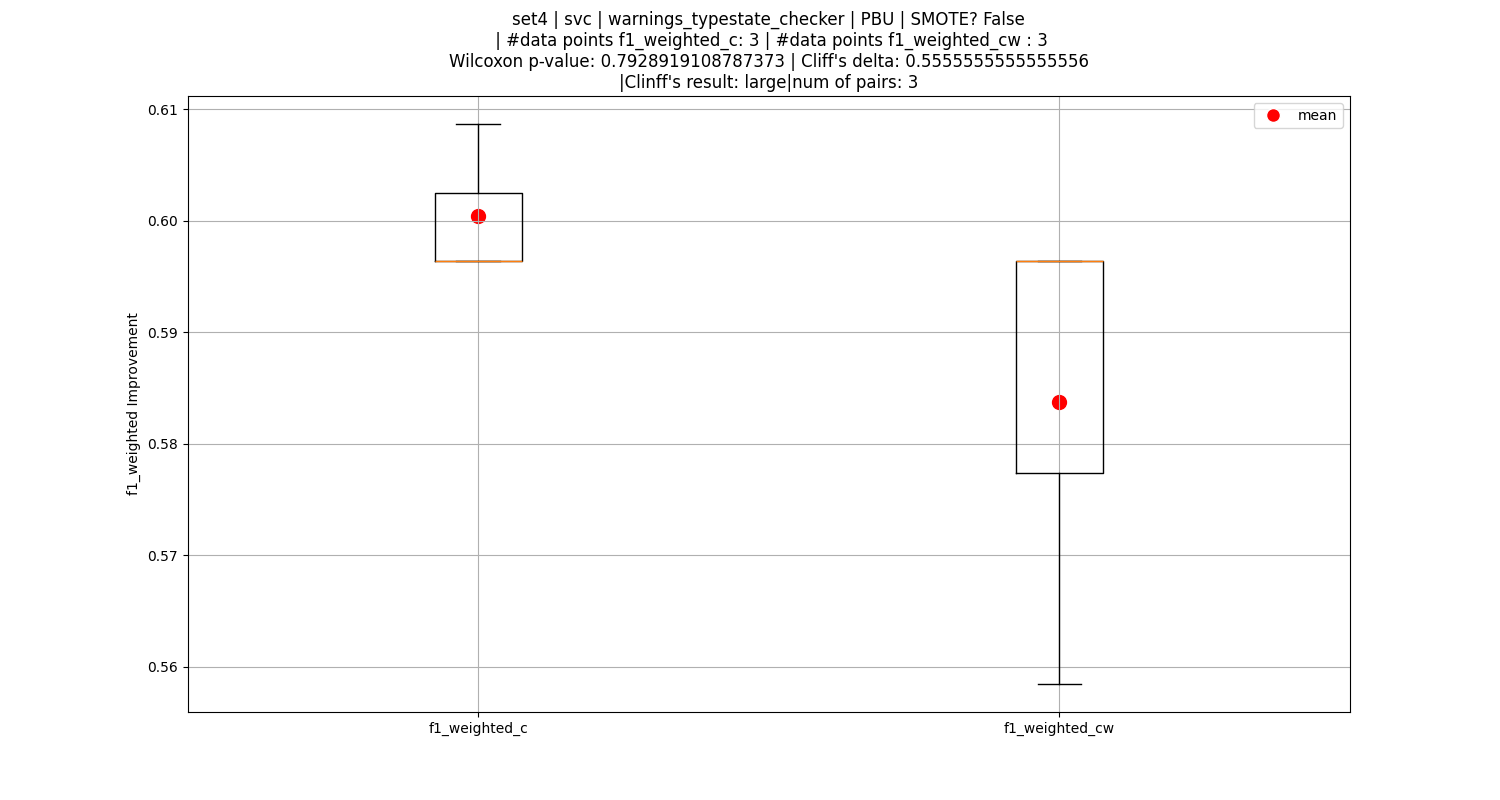 set4 | svc | warnings_typestate_checker | PBU | SMOTE? False
| #data points f1_weighted_c: 3 | #data points f1_weighted_cw : 3
Wilcoxon p-value: 0.7928919108787373 | Cliff's delta: 0.5555555555555556
|Clinff's result: large|num of pairs: 3
mean
0.61
0.60
0.59
0.58
0.57
0.56
f1_weighted Improvement
f1_weighted_c
f1_weighted_cw